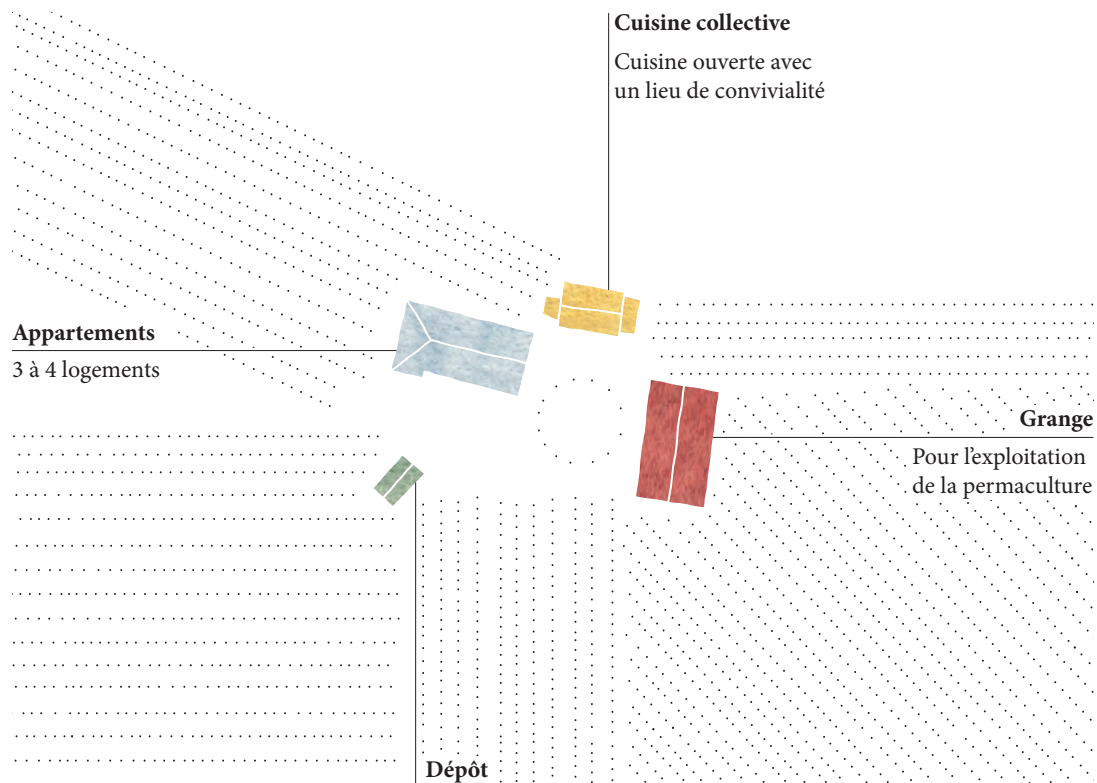 Cuisine collective
Cuisine ouverte avec
un lieu de convivialité
Appartements
3 à 4 logements
Grange
Pour l’exploitation
de la permaculture
Dépôt